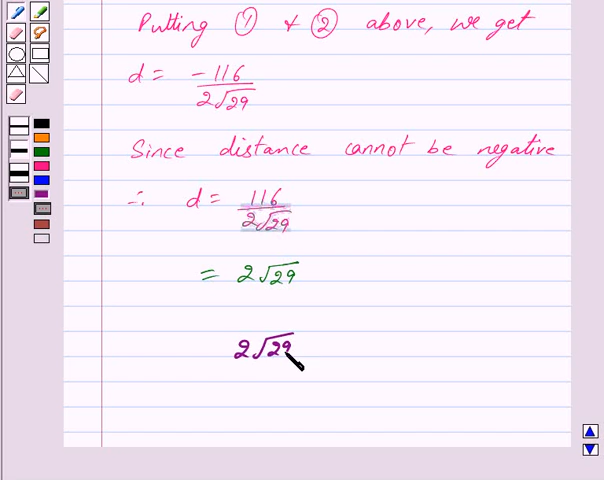 Putting ① & ② above, we get
d = -116 / 2√29
Since distance cannot be negative
∴ d = 116 / 2√29
= 2√29
2√29